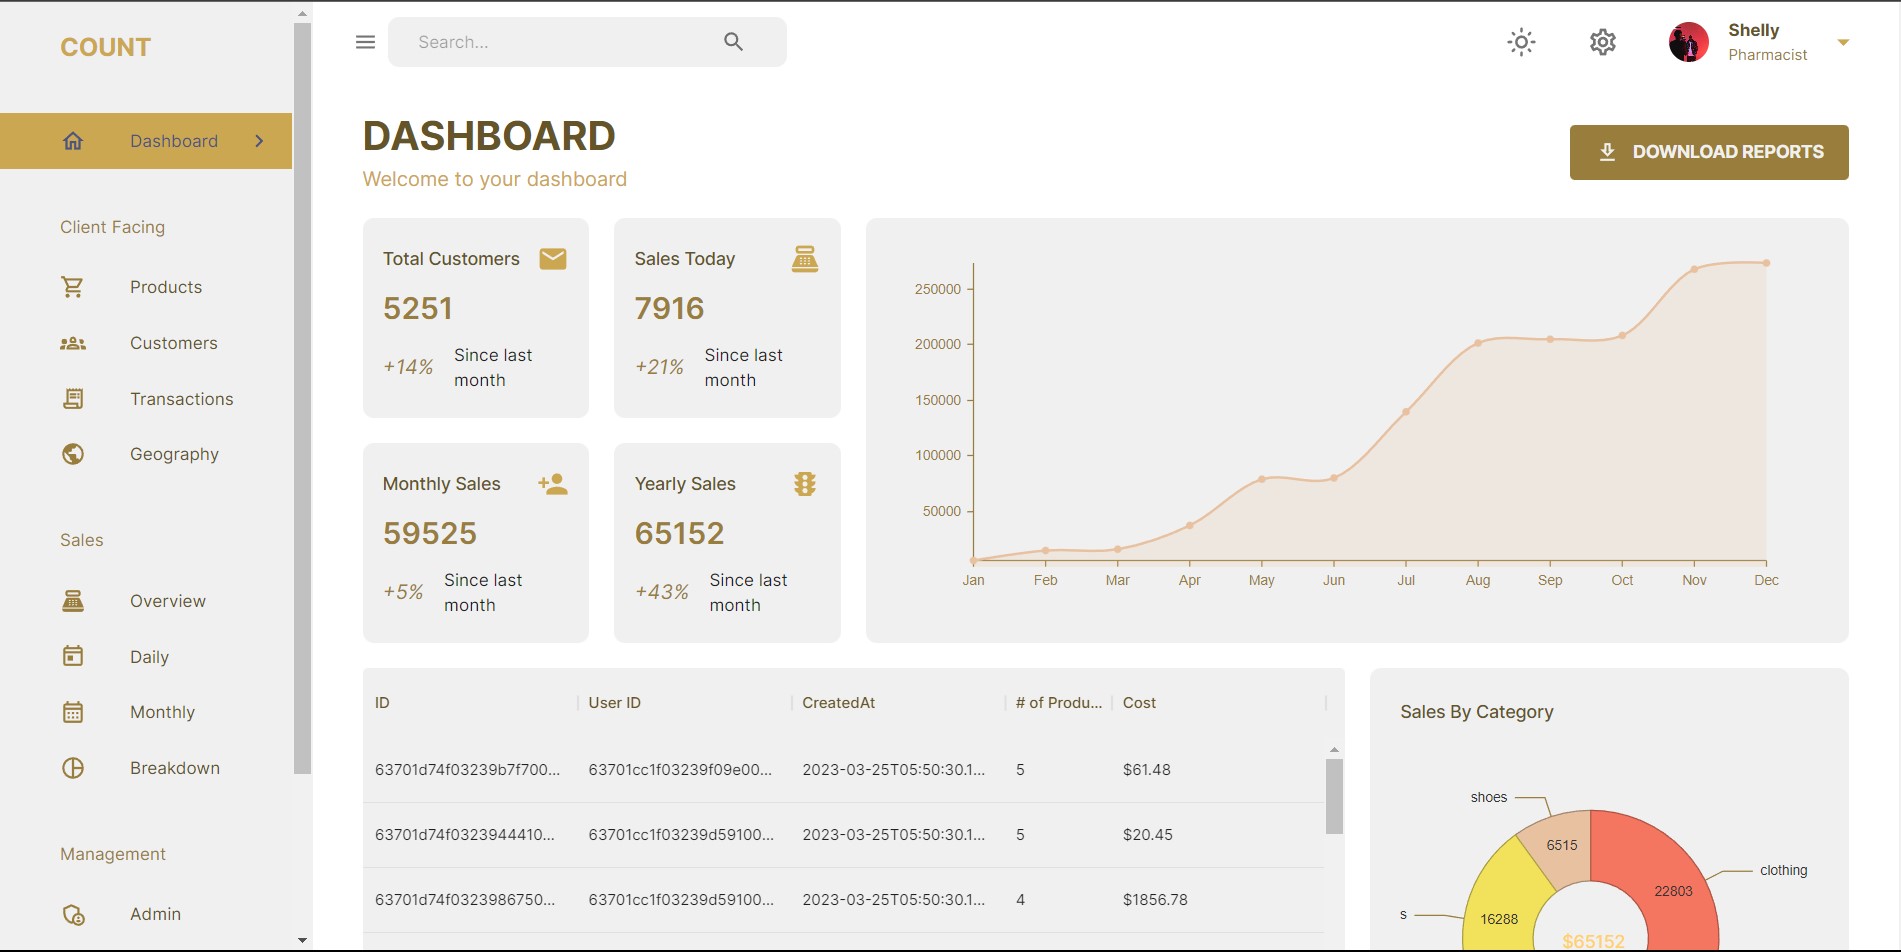 COUNT
Search...
Shelly
Pharmacist
Dashboard
Client Facing
Products
Customers
Transactions
Geography
Sales
Overview
Daily
Monthly
Breakdown
Management
Admin
DASHBOARD
Welcome to your dashboard
DOWNLOAD REPORTS
Total Customers
5251
+14%
Since last
month
Sales Today
7916
+21%
Since last
month
Monthly Sales
59525
+5%
Since last
month
Yearly Sales
65152
+43%
Since last
month
250000
200000
150000
100000
50000
Jan Feb Mar Apr May Jun Jul Aug Sep Oct Nov Dec
ID User ID CreatedAt # of Produ... Cost
63701d74f03239b7f700... 63701cc1f03239f09e00... 2023-03-25T05:50:30.1... 5 $61.48
63701d74f0323944410... 63701cc1f03239d59100... 2023-03-25T05:50:30.1... 5 $20.45
63701d74f0323986750... 63701cc1f03239d59100... 2023-03-25T05:50:30.1... 4 $1856.78
Sales By Category
shoes
6515
clothing
22803
s
16288
$65152